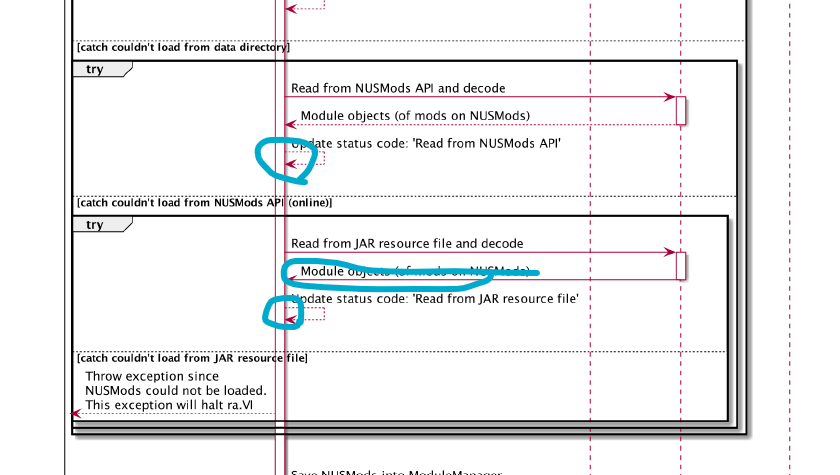 [catch couldn't load from data directory]
try
Read from NUSMods API and decode
Module objects (of mods on NUSMods)
Update status code: 'Read from NUSMods API'
[catch couldn't load from NUSMods API (online)]
try
Read from JAR resource file and decode
Module objects (of mods on NUSMods)
Update status code: 'Read from JAR resource file'
[catch couldn't load from JAR resource file]
Throw exception since
NUSMods could not be loaded.
This exception will halt ra.VI
Save NUSMods into ModuleManager